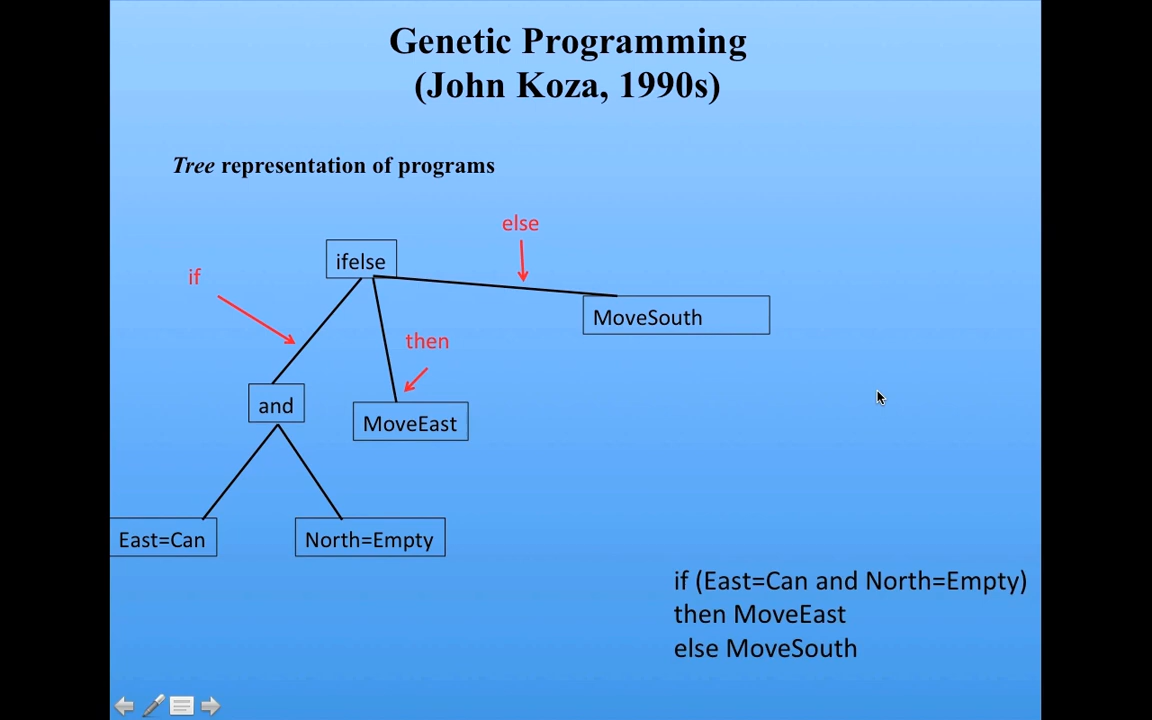 Genetic Programming
(John Koza, 1990s)
Tree representation of programs
else
ifelse
if
MoveSouth
then
and
MoveEast
East=Can
North=Empty
if (East=Can and North=Empty)
then MoveEast
else MoveSouth